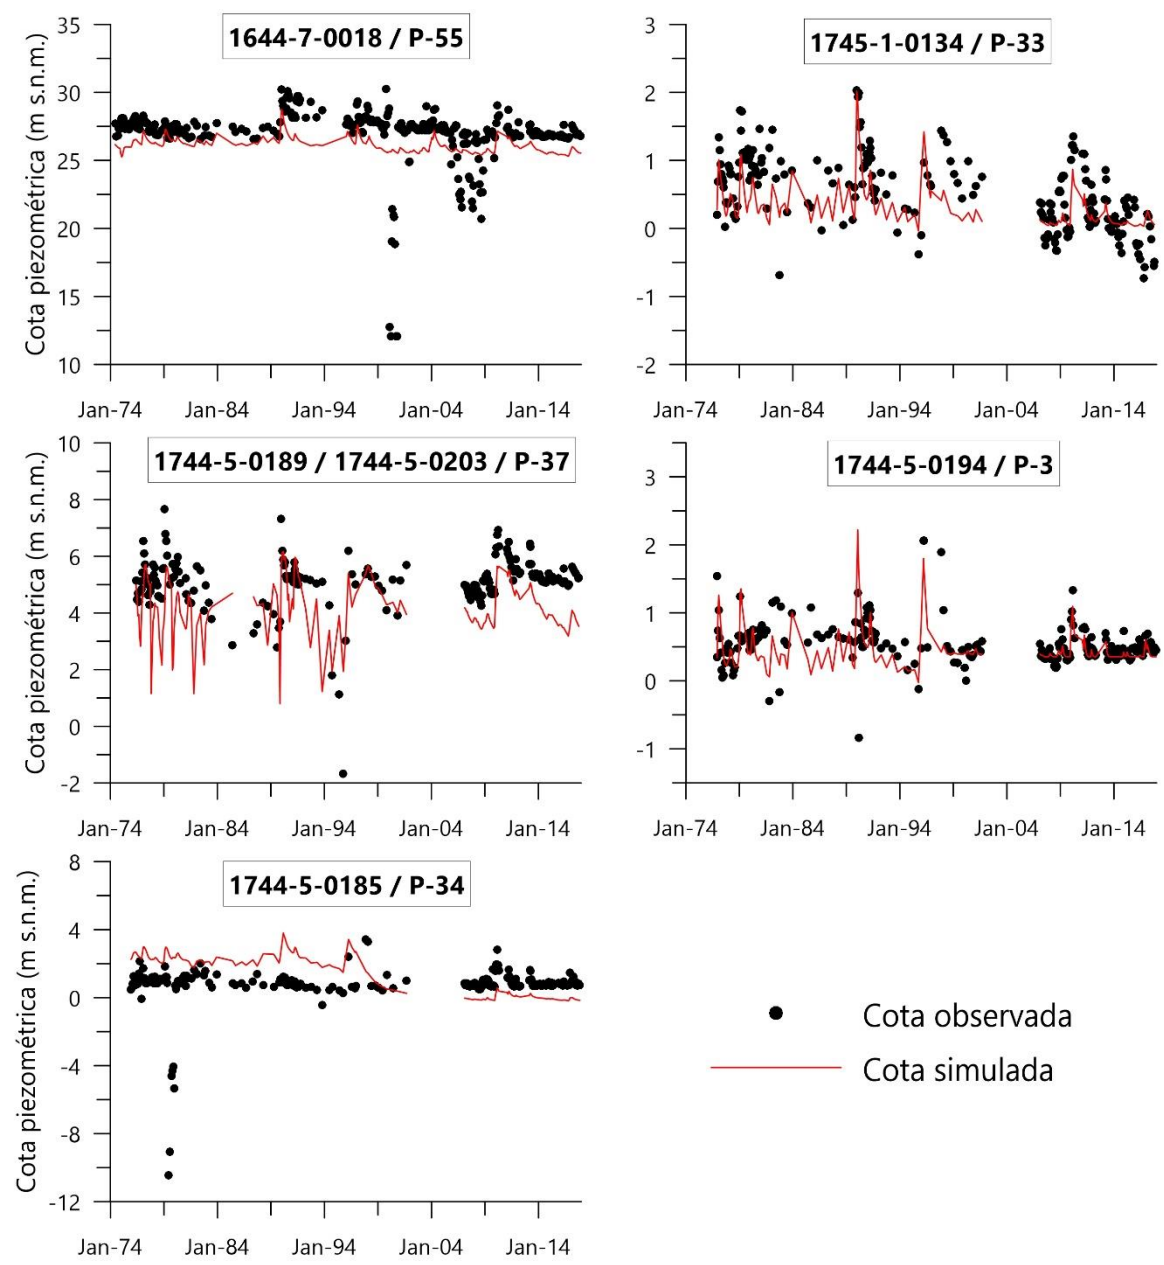 1644-7-0018 / P-55
Cota piezométrica (m s.n.m.)
35
30
25
20
15
10
Jan-74 Jan-84 Jan-94 Jan-04 Jan-14
1745-1-0134 / P-33
3
2
1
0
-1
-2
Jan-74 Jan-84 Jan-94 Jan-04 Jan-14
1744-5-0189 / 1744-5-0203 / P-37
Cota piezométrica (m s.n.m.)
10
8
6
4
2
0
-2
Jan-74 Jan-84 Jan-94 Jan-04 Jan-14
1744-5-0194 / P-3
3
2
1
0
-1
Jan-74 Jan-84 Jan-94 Jan-04 Jan-14
1744-5-0185 / P-34
Cota piezométrica (m s.n.m.)
8
4
0
-4
-8
-12
Jan-74 Jan-84 Jan-94 Jan-04 Jan-14
Cota observada
Cota simulada